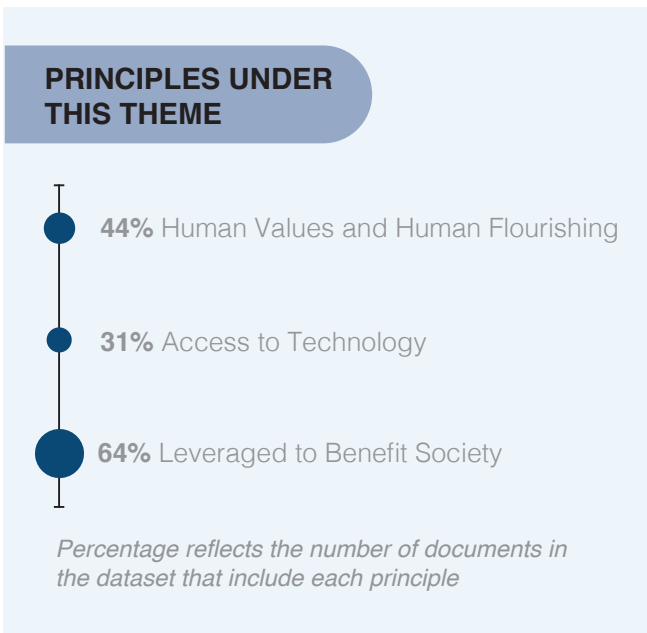 PRINCIPLES UNDER
THIS THEME
44% Human Values and Human Flourishing
31% Access to Technology
64% Leveraged to Benefit Society
Percentage reflects the number of documents in
the dataset that include each principle